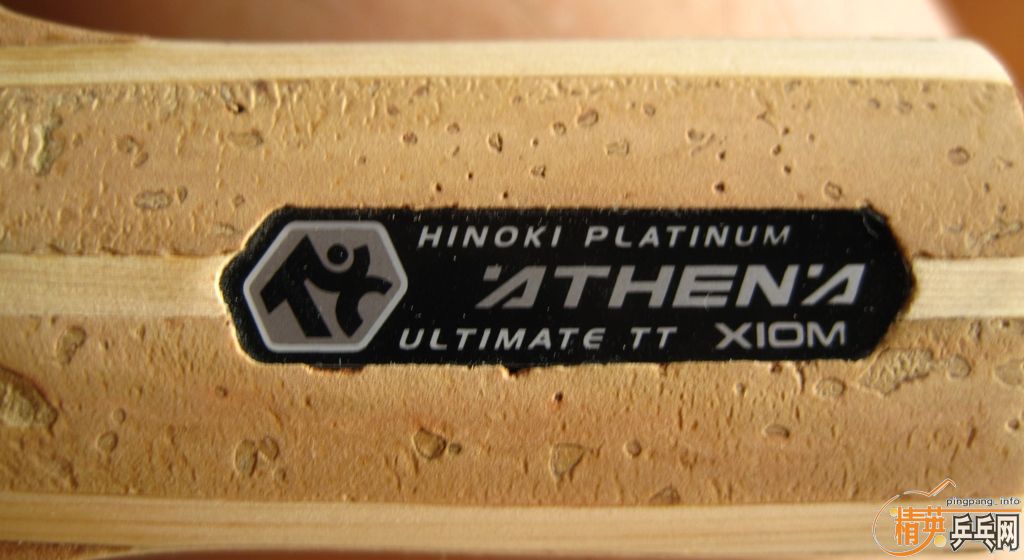 HINOKI PLATINUM
ATHENA
ULTIMATE TT XIOM
pingpang.info
精英乒乓网